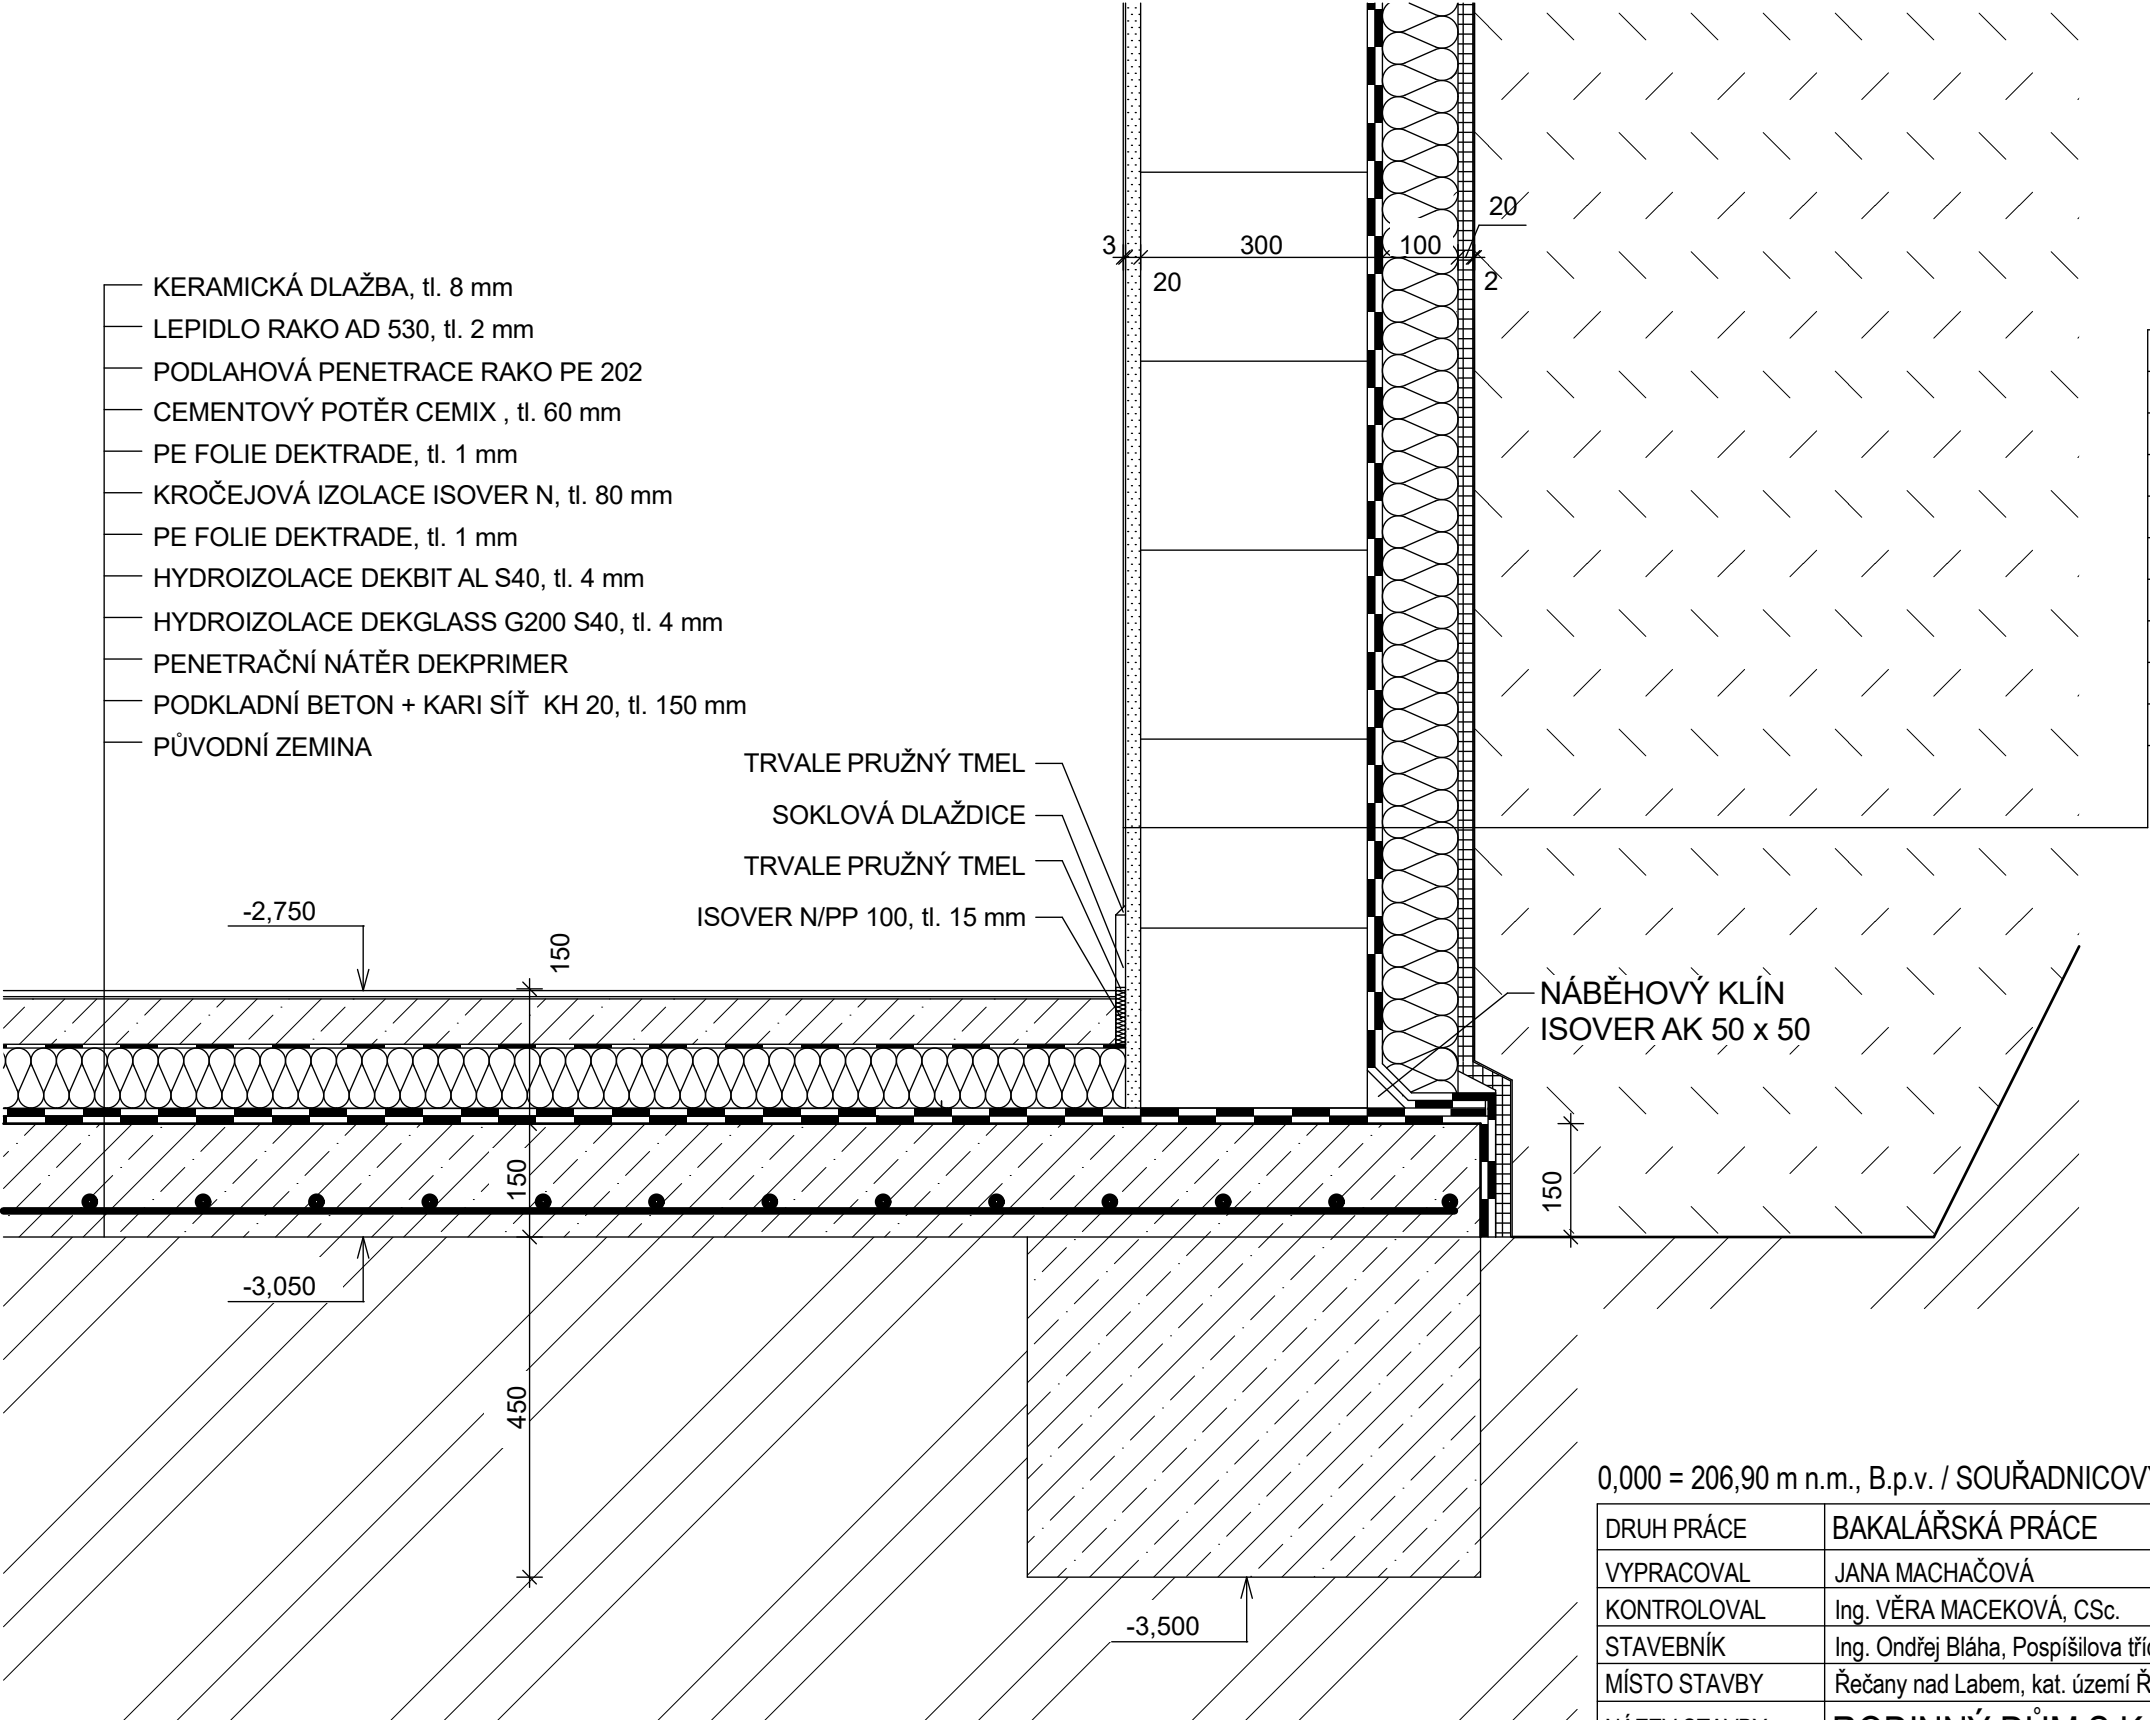 20
3
300
100
20
2
KERAMICKÁ DLAŽBA, tl. 8 mm
LEPIDLO RAKO AD 530, tl. 2 mm
PODLAHOVÁ PENETRACE RAKO PE 202
CEMENTOVÝ POTĚR CEMIX , tl. 60 mm
PE FOLIE DEKTRADE, tl. 1 mm
KROČEJOVÁ IZOLACE ISOVER N, tl. 80 mm
PE FOLIE DEKTRADE, tl. 1 mm
HYDROIZOLACE DEKBIT AL S40, tl. 4 mm
HYDROIZOLACE DEKGLASS G200 S40, tl. 4 mm
PENETRAČNÍ NÁTĚR DEKPRIMER
PODKLADNÍ BETON + KARI SÍŤ KH 20, tl. 150 mm
PŮVODNÍ ZEMINA
TRVALE PRUŽNÝ TMEL
SOKLOVÁ DLAŽDICE
TRVALE PRUŽNÝ TMEL
ISOVER N/PP 100, tl. 15 mm
-2,750
150
NÁBĚHOVÝ KLÍN
ISOVER AK 50 x 50
150
150
-3,050
450
-3,500
0,000 = 206,90 m n.m., B.p.v. / SOUŘADNICOVÝ
DRUH PRÁCE BAKALÁŘSKÁ PRÁCE
VYPRACOVAL JANA MACHAČOVÁ
KONTROLOVAL Ing. VĚRA MACEKOVÁ, CSc.
STAVEBNÍK Ing. Ondřej Bláha, Pospíšilova
MÍSTO STAVBY Řečany nad Labem, kat. území
NÁZEV STAVBY RODINNÝ DŮM S